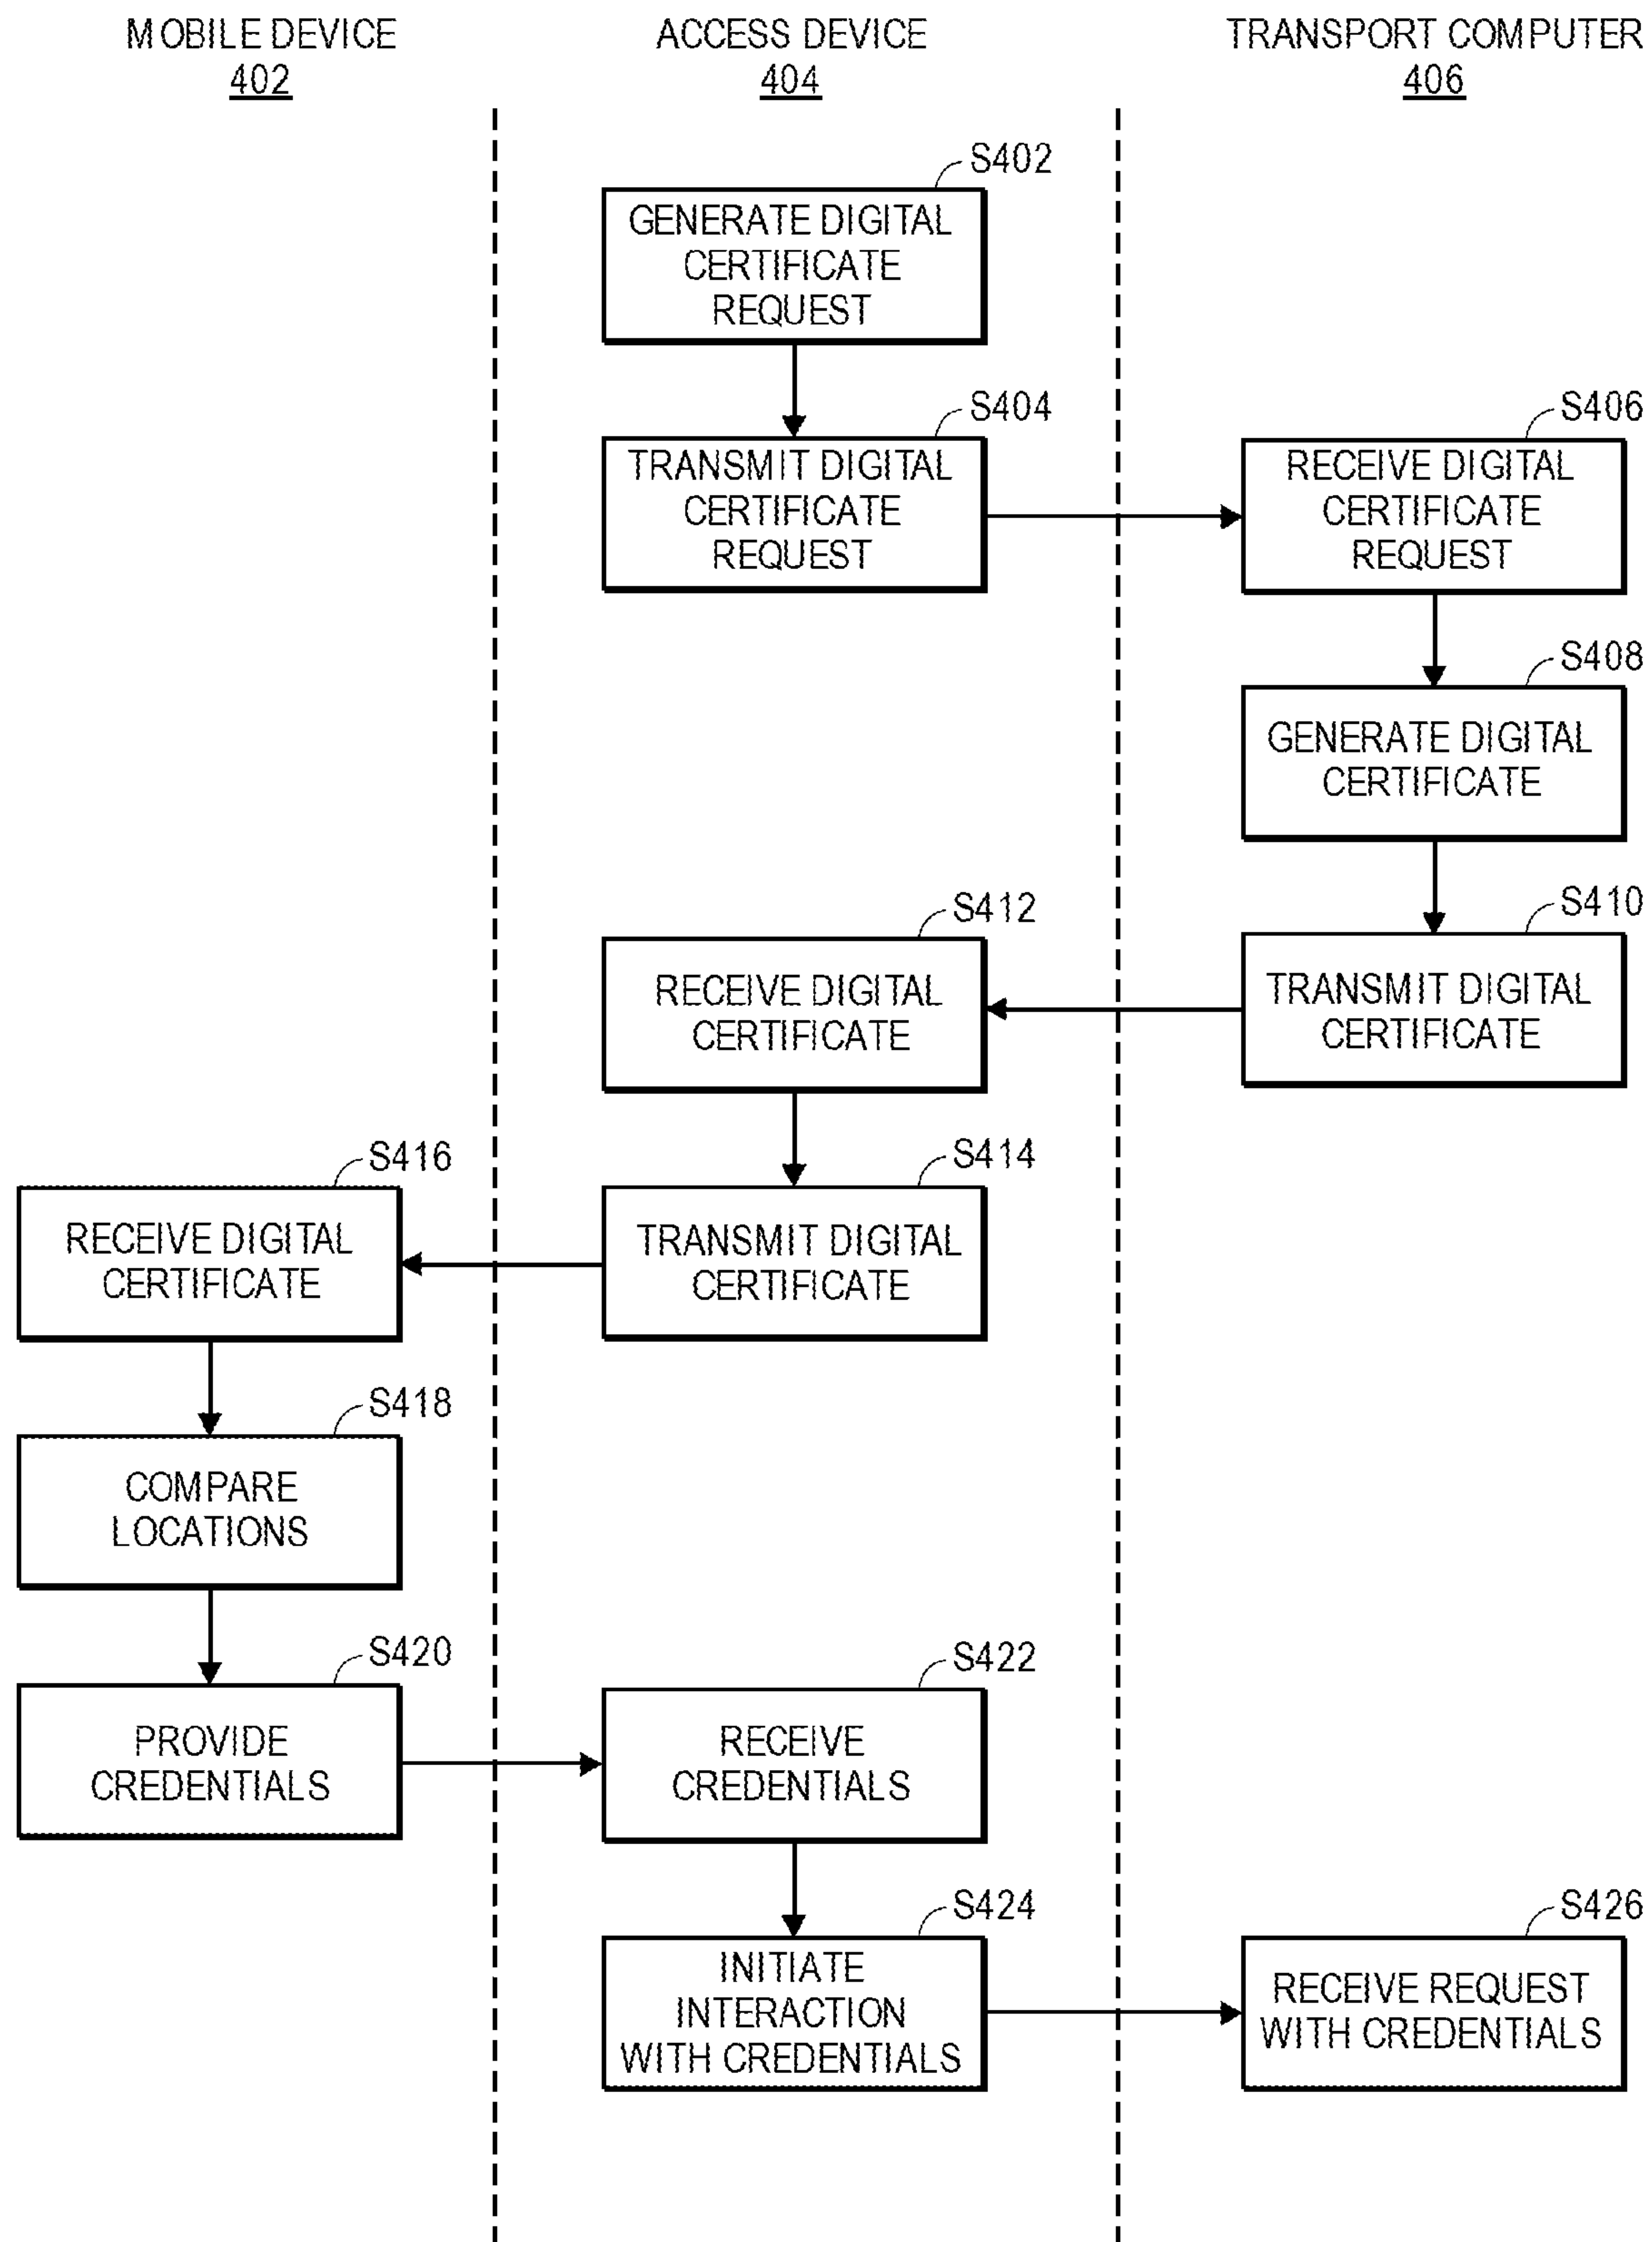 MOBILE DEVICE
402
ACCESS DEVICE
404
TRANSPORT COMPUTER
406
S402
GENERATE DIGITAL
CERTIFICATE
REQUEST
S404
TRANSMIT DIGITAL
CERTIFICATE
REQUEST
S406
RECEIVE DIGITAL
CERTIFICATE
REQUEST
S408
GENERATE DIGITAL
CERTIFICATE
S410
TRANSMIT DIGITAL
CERTIFICATE
S412
RECEIVE DIGITAL
CERTIFICATE
S414
TRANSMIT DIGITAL
CERTIFICATE
S416
RECEIVE DIGITAL
CERTIFICATE
S418
COMPARE
LOCATIONS
S420
PROVIDE
CREDENTIALS
S422
RECEIVE
CREDENTIALS
S424
INITIATE
INTERACTION
WITH CREDENTIALS
S426
RECEIVE REQUEST
WITH CREDENTIALS